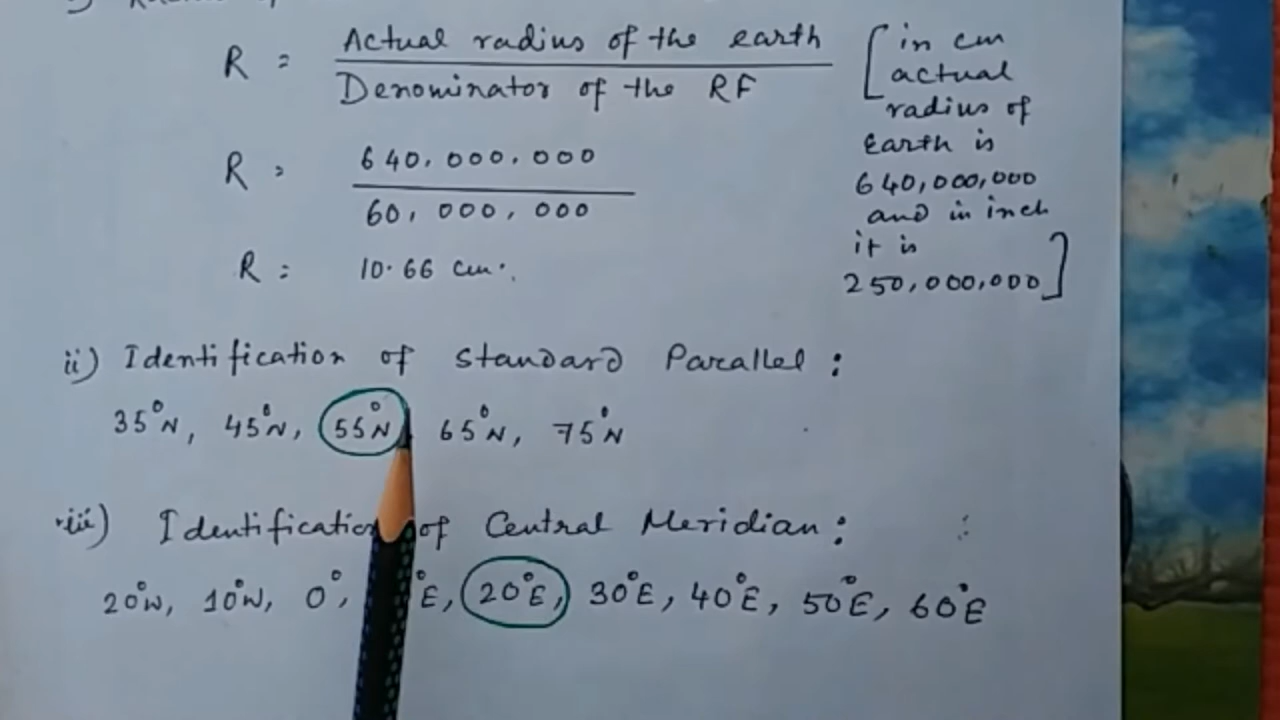 R = Actual radius of the earth
Denominator of the RF
[in cm
actual
radius of
Earth is
640,000,000
and in inch
it is
250,000,000]
R = 640,000,000
60,000,000
R = 10.66 cm.
ii) Identification of Standard Parallel :
35°N, 45°N, 55°N 65°N, 75°N
iii) Identification of Central Meridian :
20°W, 10°W, 0°, °E, 20°E, 30°E, 40°E, 50°E, 60°E